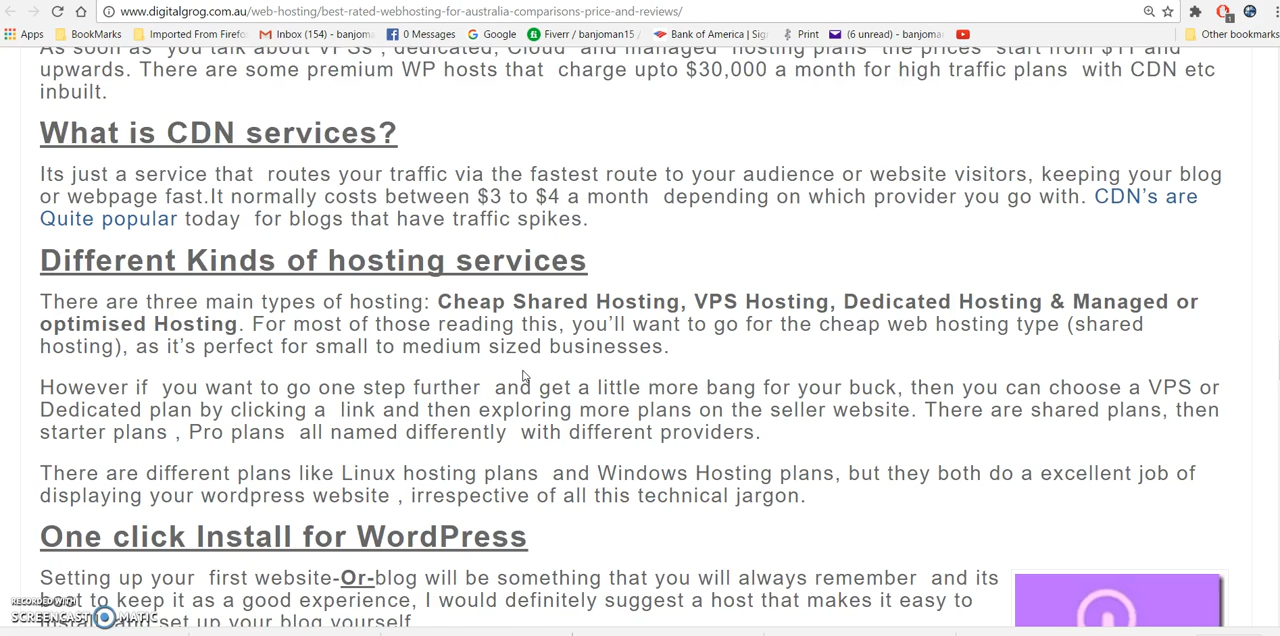 www.digitalgrog.com.au/web-hosting/best-rated-webhosting-for-australia-comparisons-price-and-reviews/
Apps BookMarks Imported From Firefo Inbox (154) - banjom 0 Messages Google Fiverr / banjoman15 Bank of America | Sig Print (6 unread) - banjoma Other bookmarks
As soon as you talk about VPSs , dedicated, Cloud and managed hosting plans the prices start from $11 and
upwards. There are some premium WP hosts that charge upto $30,000 a month for high traffic plans with CDN etc
inbuilt.
What is CDN services?
Its just a service that routes your traffic via the fastest route to your audience or website visitors, keeping your blog
or webpage fast.It normally costs between $3 to $4 a month depending on which provider you go with. CDN’s are
Quite popular today for blogs that have traffic spikes.
Different Kinds of hosting services
There are three main types of hosting: Cheap Shared Hosting, VPS Hosting, Dedicated Hosting & Managed or
optimised Hosting. For most of those reading this, you’ll want to go for the cheap web hosting type (shared
hosting), as it’s perfect for small to medium sized businesses.
However if you want to go one step further and get a little more bang for your buck, then you can choose a VPS or
Dedicated plan by clicking a link and then exploring more plans on the seller website. There are shared plans, then
starter plans , Pro plans all named differently with different providers.
There are different plans like Linux hosting plans and Windows Hosting plans, but they both do a excellent job of
displaying your wordpress website , irrespective of all this technical jargon.
One click Install for WordPress
Setting up your first website-Or-blog will be something that you will always remember and its
to keep it as a good experience, I would definitely suggest a host that makes it easy to
and set up your blog yourself
RECORDED WITH
SCREENCAST MATIC